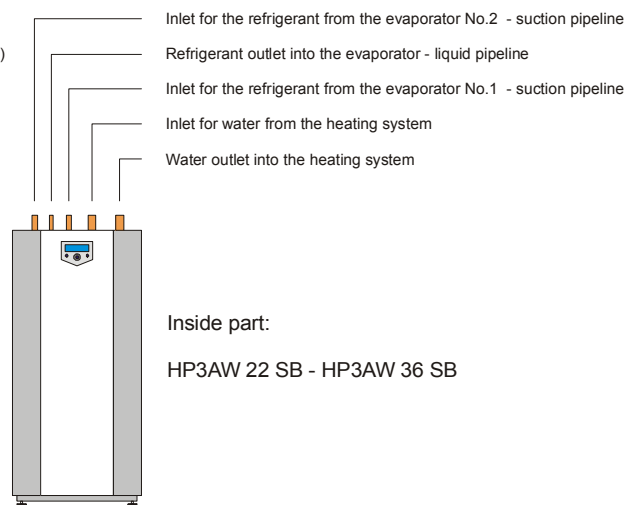 Inlet for the refrigerant from the evaporator No.2  - suction pipeline
)
Refrigerant outlet into the evaporator - liquid pipeline
Inlet for the refrigerant from the evaporator No.1  - suction pipeline
Inlet for water from the heating system
Water outlet into the heating system
Inside part:
HP3AW 22 SB - HP3AW 36 SB